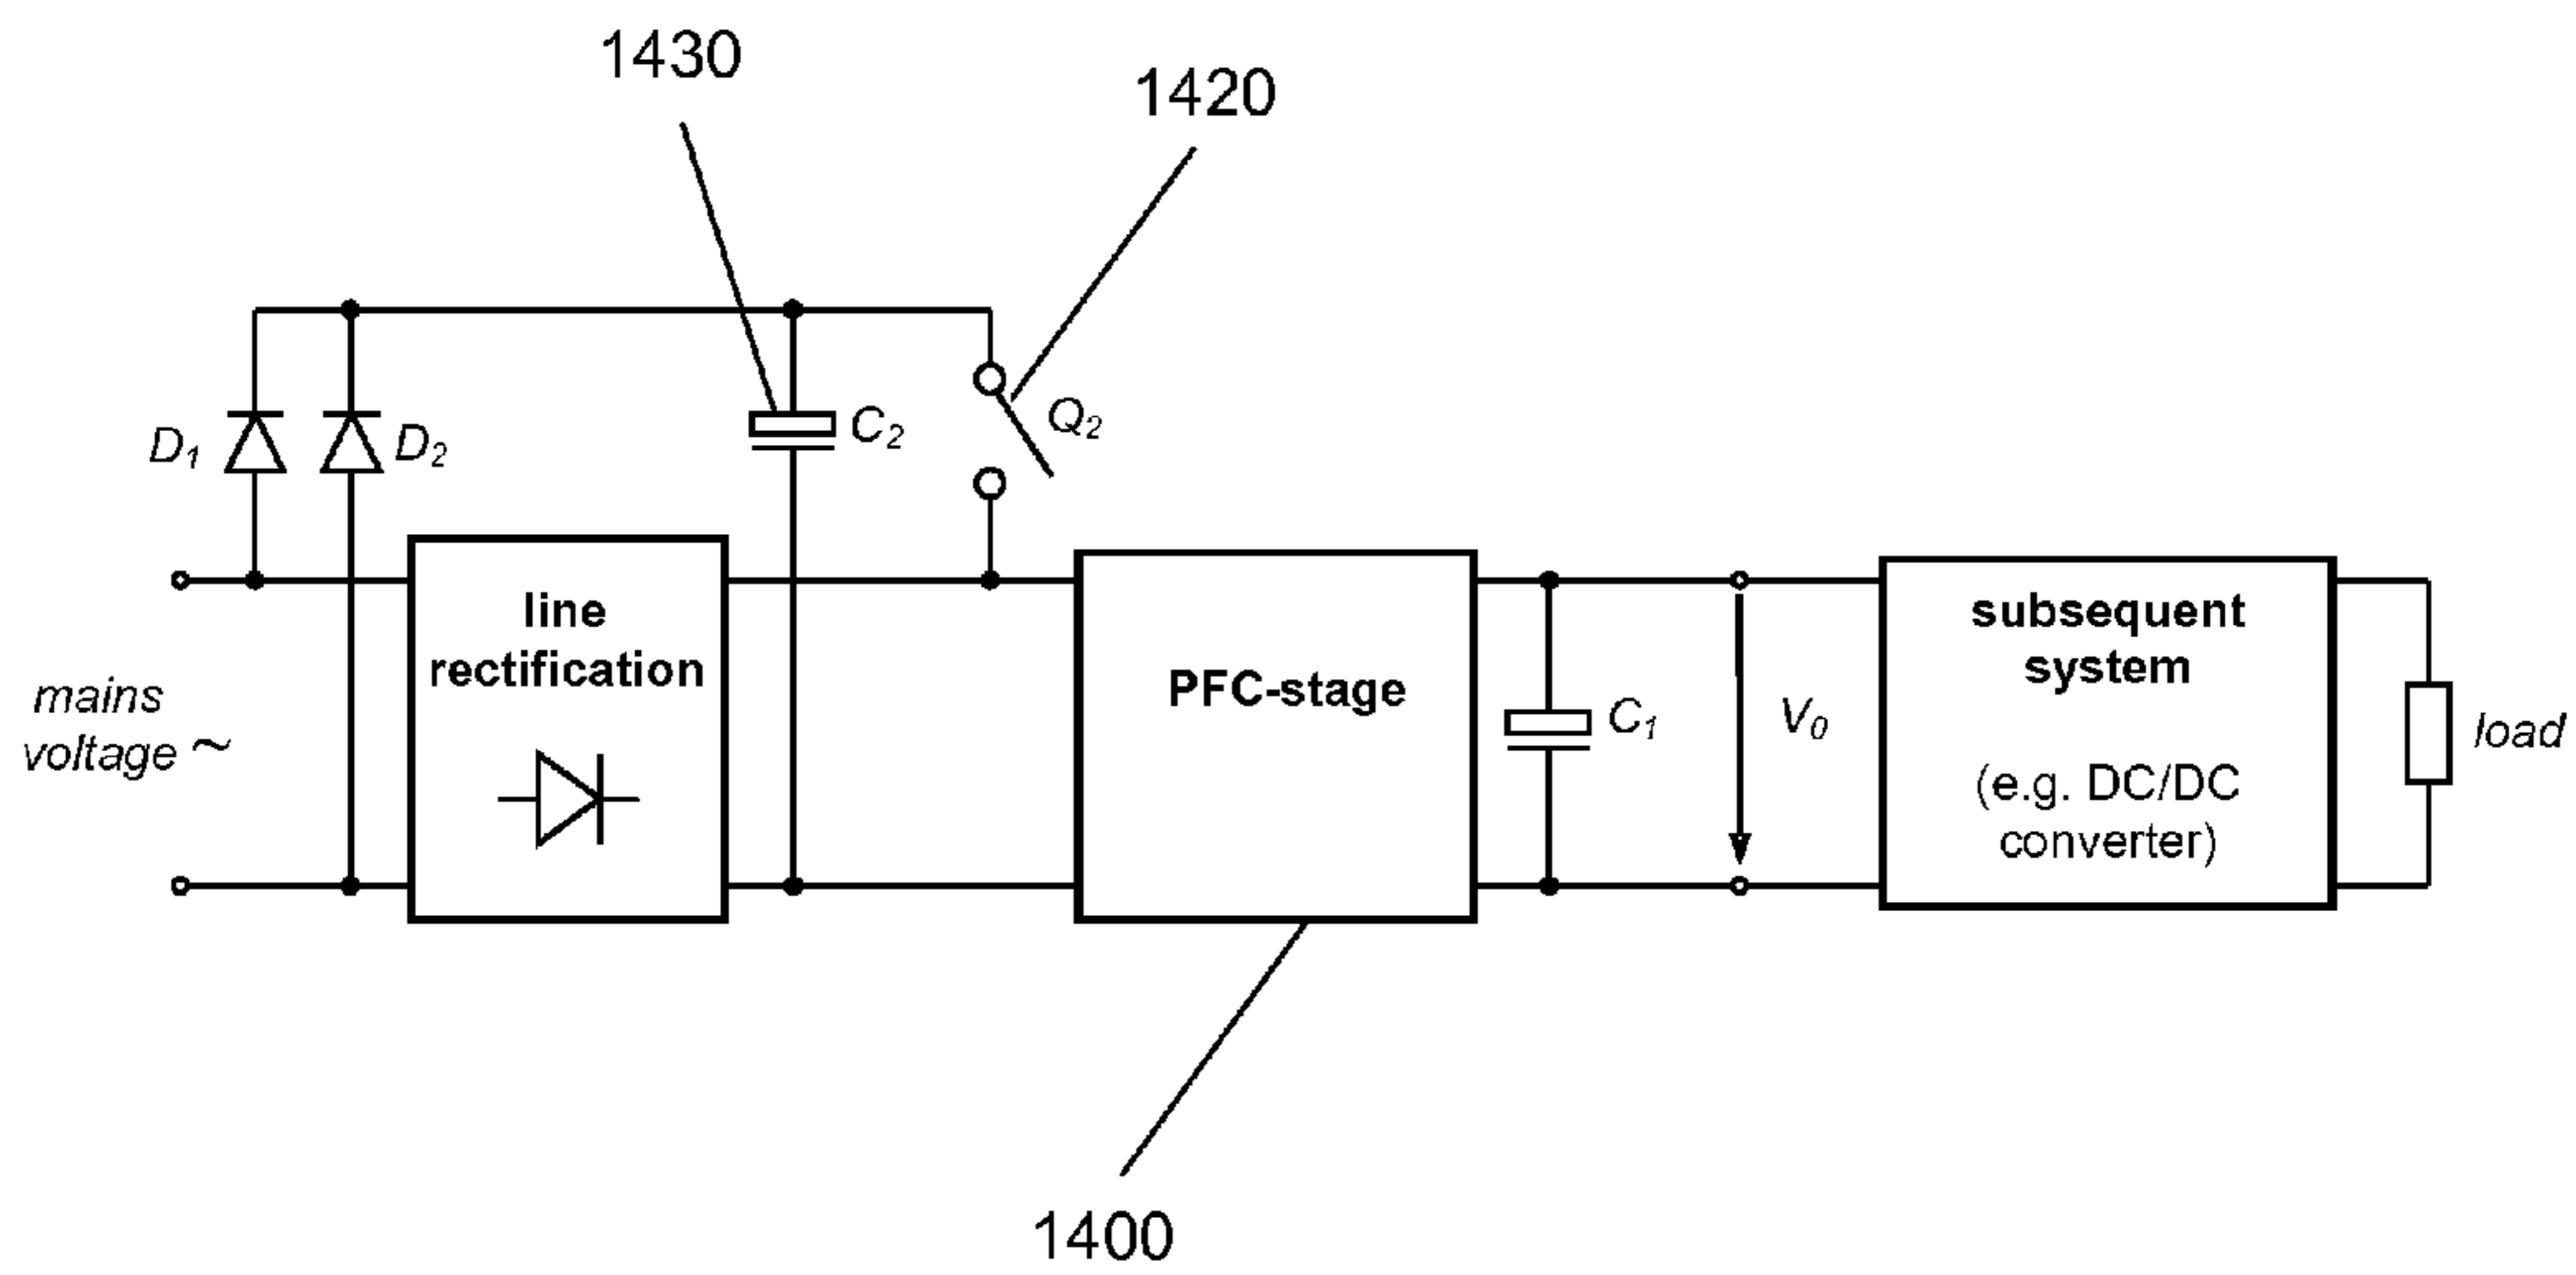 1430
1420
D1
D2
C2
Q2
line
rectification
mains
voltage ~
PFC-stage
C1
V0
subsequent
system
(e.g. DC/DC
converter)
load
1400